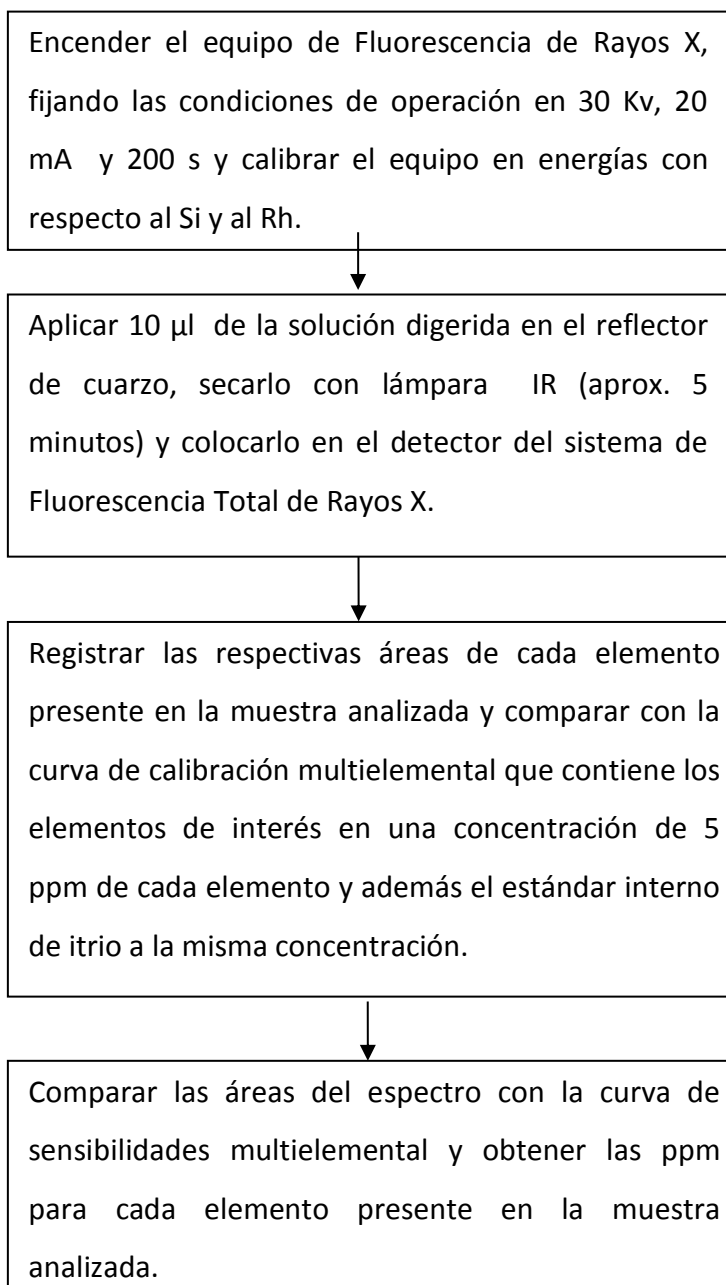 Encender el equipo de Fluorescencia de Rayos X,
fijando las condiciones de operación en 30 Kv, 20
mA y 200 s y calibrar el equipo en energías con
respecto al Si y al Rh.
Aplicar 10 µl de la solución digerida en el reflector
de cuarzo, secarlo con lámpara IR (aprox. 5
minutos) y colocarlo en el detector del sistema de
Fluorescencia Total de Rayos X.
Registrar las respectivas áreas de cada elemento
presente en la muestra analizada y comparar con la
curva de calibración multielemental que contiene los
elementos de interés en una concentración de 5
ppm de cada elemento y además el estándar interno
de itrio a la misma concentración.
Comparar las áreas del espectro con la curva de
sensibilidades multielemental y obtener las ppm
para cada elemento presente en la muestra
analizada.